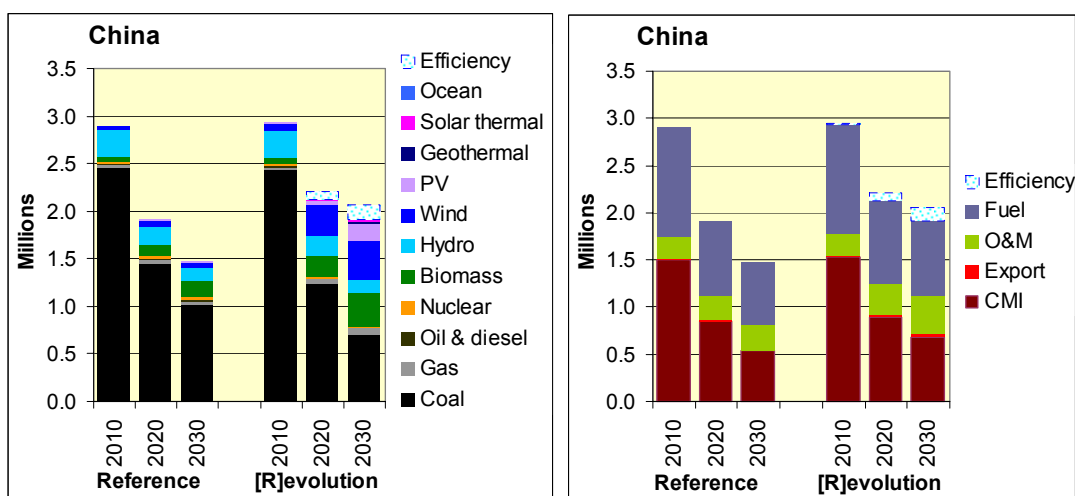 China
Millions
3.5
3.0
2.5
2.0
1.5
1.0
0.5
0.0
2010
2020
2030
2010
2020
2030
Reference
[R]evolution
Efficiency
Ocean
Solar thermal
Geothermal
PV
Wind
Hydro
Biomass
Nuclear
Oil & diesel
Gas
Coal
China
Millions
3.5
3.0
2.5
2.0
1.5
1.0
0.5
0.0
2010
2020
2030
2010
2020
2030
Reference
[R]evolution
Efficiency
Fuel
O&M
Export
CMI